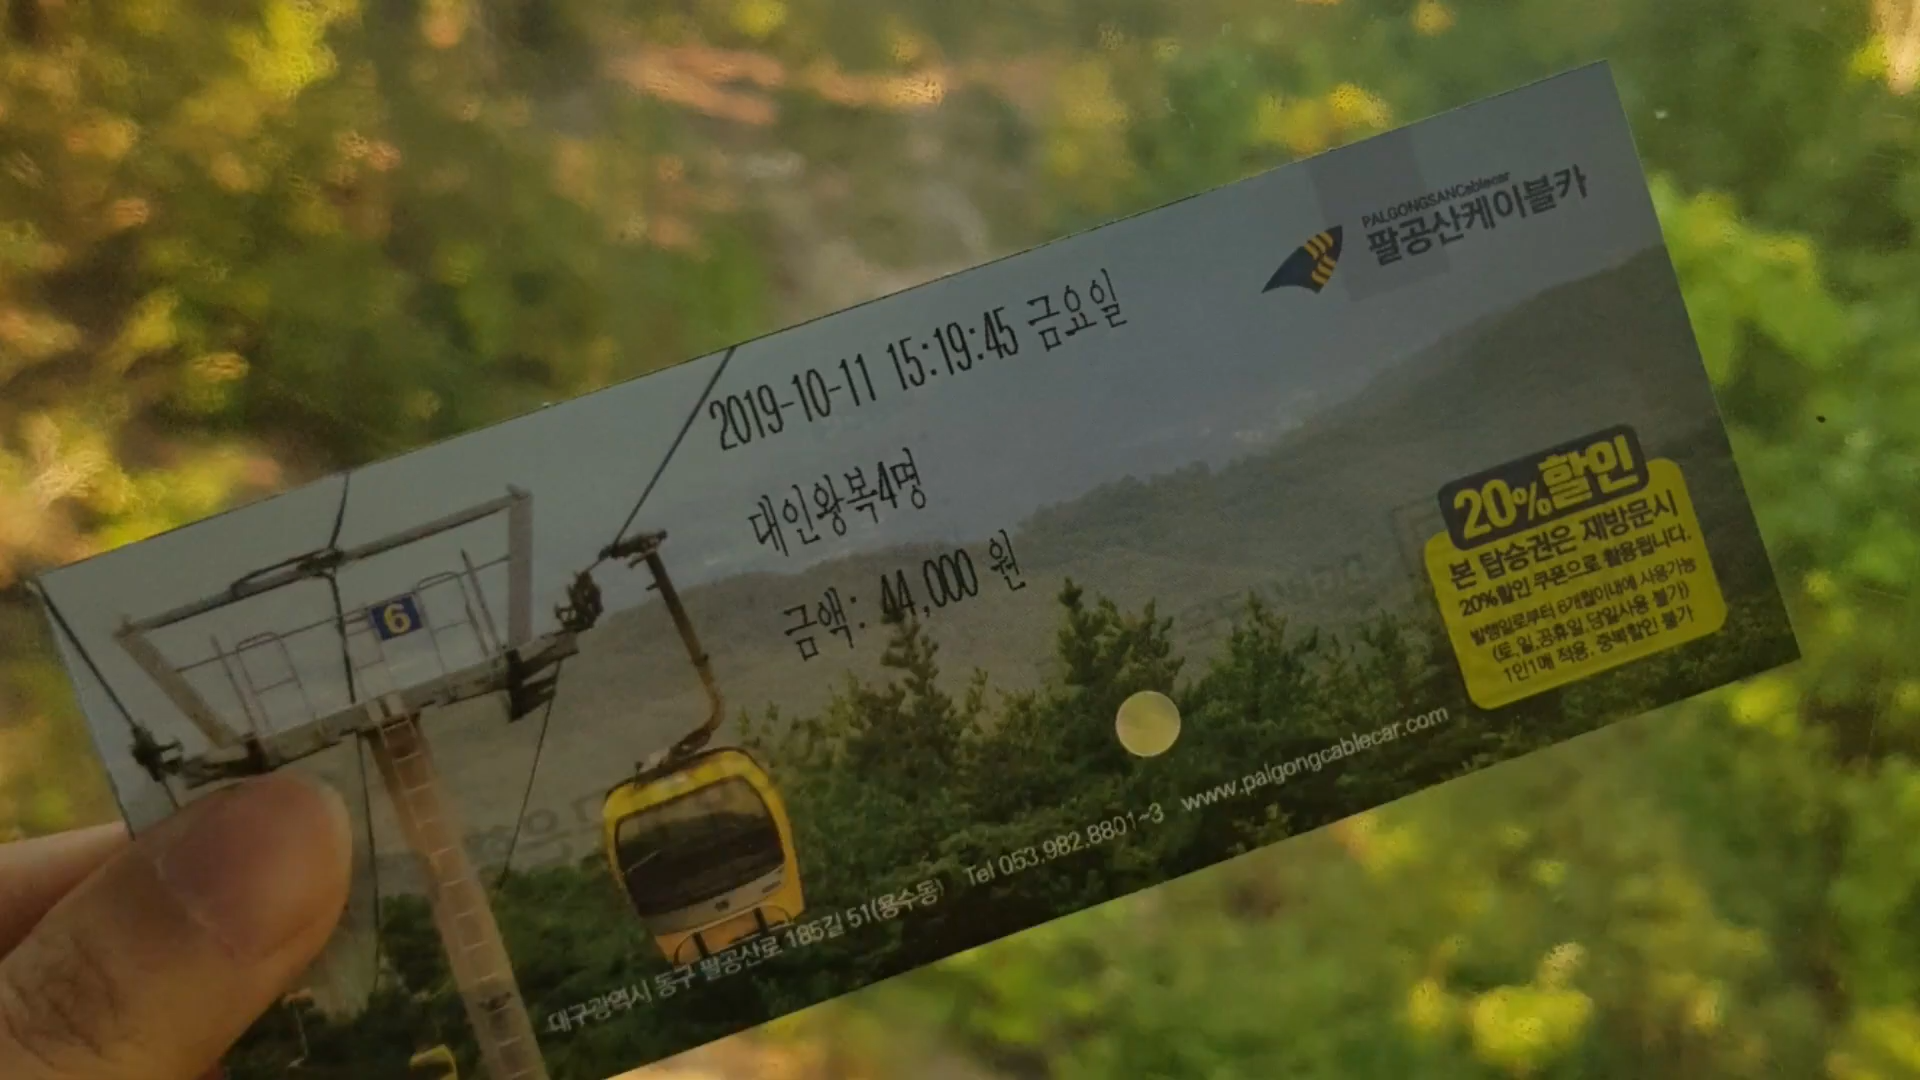 PALGONGSANCablecar
팔공산케이블카
2019-10-11 15:19:45 금요일
대인왕복4명
금액: 44,000 원
6
20%할인
본 탑승권은 재방문시
20%할인 쿠폰으로 활용됩니다.
발행일로부터 6개월이내에 사용가능
(토,일,공휴일,당일사용 불가)
1인1매 적용, 중복할인 불가
대구광역시 동구 팔공산로 185길 51(용수동) Tel 053.982.8801~3 www.palgongcablecar.com